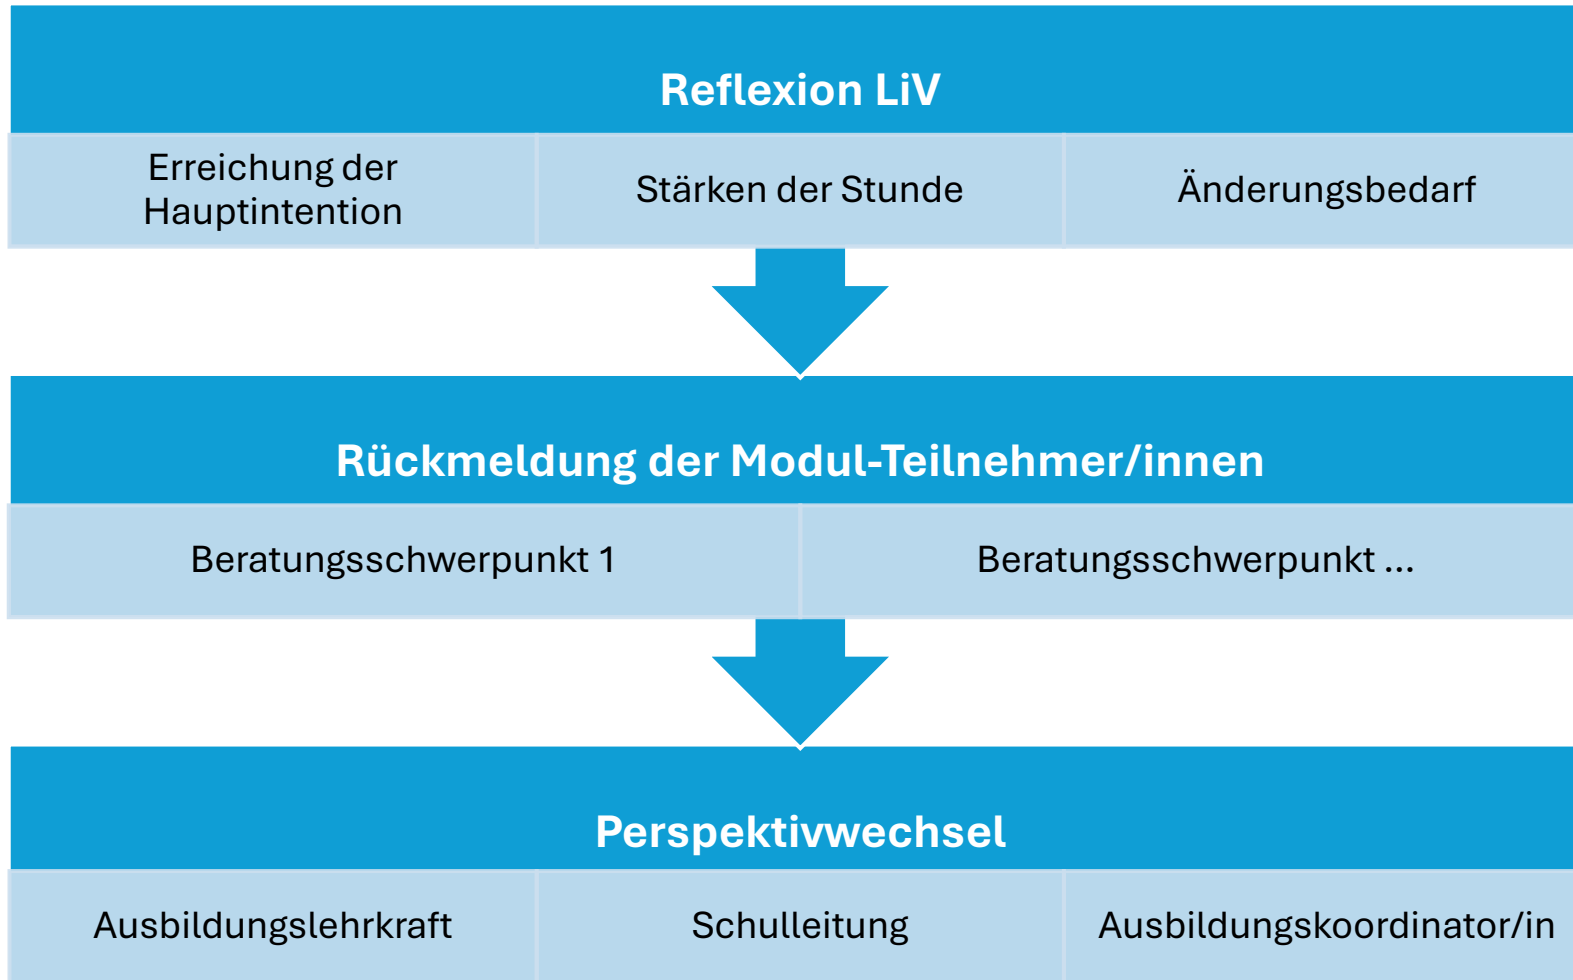 Reflexion LiV
Erreichung der
Hauptintention
Stärken der Stunde
Änderungsbedarf
Rückmeldung der Modul-Teilnehmer/innen
Beratungsschwerpunkt 1
Beratungsschwerpunkt ...
Perspektivwechsel
Ausbildungslehrkraft
Schulleitung
Ausbildungskoordinator/in